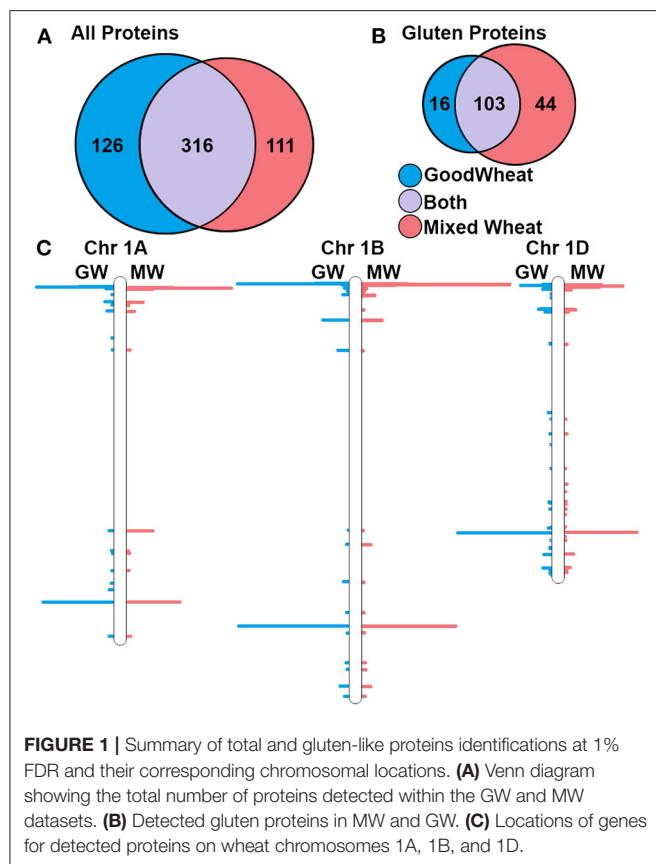 A All Proteins
126 316 111
B Gluten Proteins
16 103 44
GoodWheat
Both
Mixed Wheat
C
Chr 1A
GW MW
Chr 1B
GW MW
Chr 1D
GW MW
FIGURE 1 | Summary of total and gluten-like proteins identifications at 1%
FDR and their corresponding chromosomal locations. (A) Venn diagram
showing the total number of proteins detected within the GW and MW
datasets. (B) Detected gluten proteins in MW and GW. (C) Locations of genes
for detected proteins on wheat chromosomes 1A, 1B, and 1D.